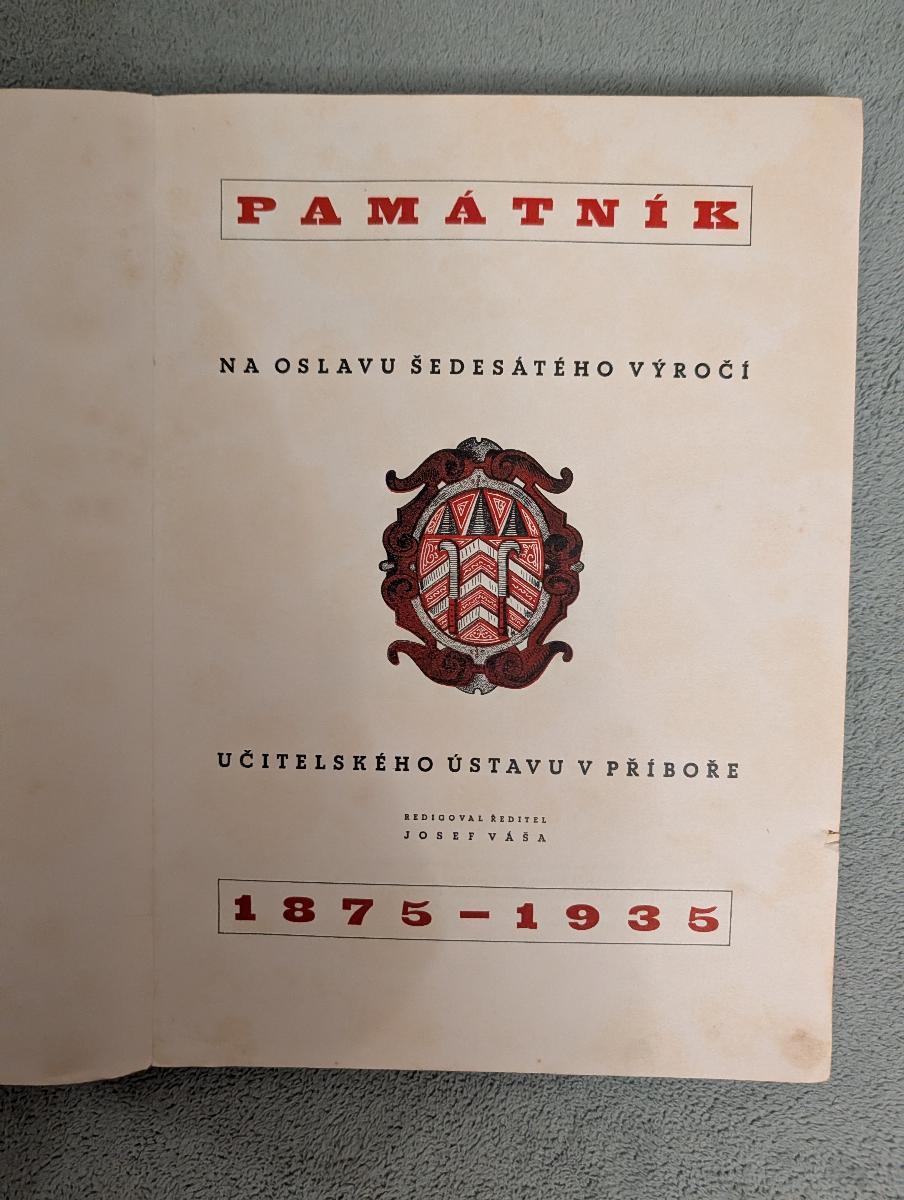 PAMÁTNÍK
NA OSLAVU ŠEDESÁTÉHO VÝROČÍ
UČITELSKÉHO ÚSTAVU V PŘÍBOŘE
REDIGOVAL ŘEDITEL
JOSEF VÁŠA
1875–1935